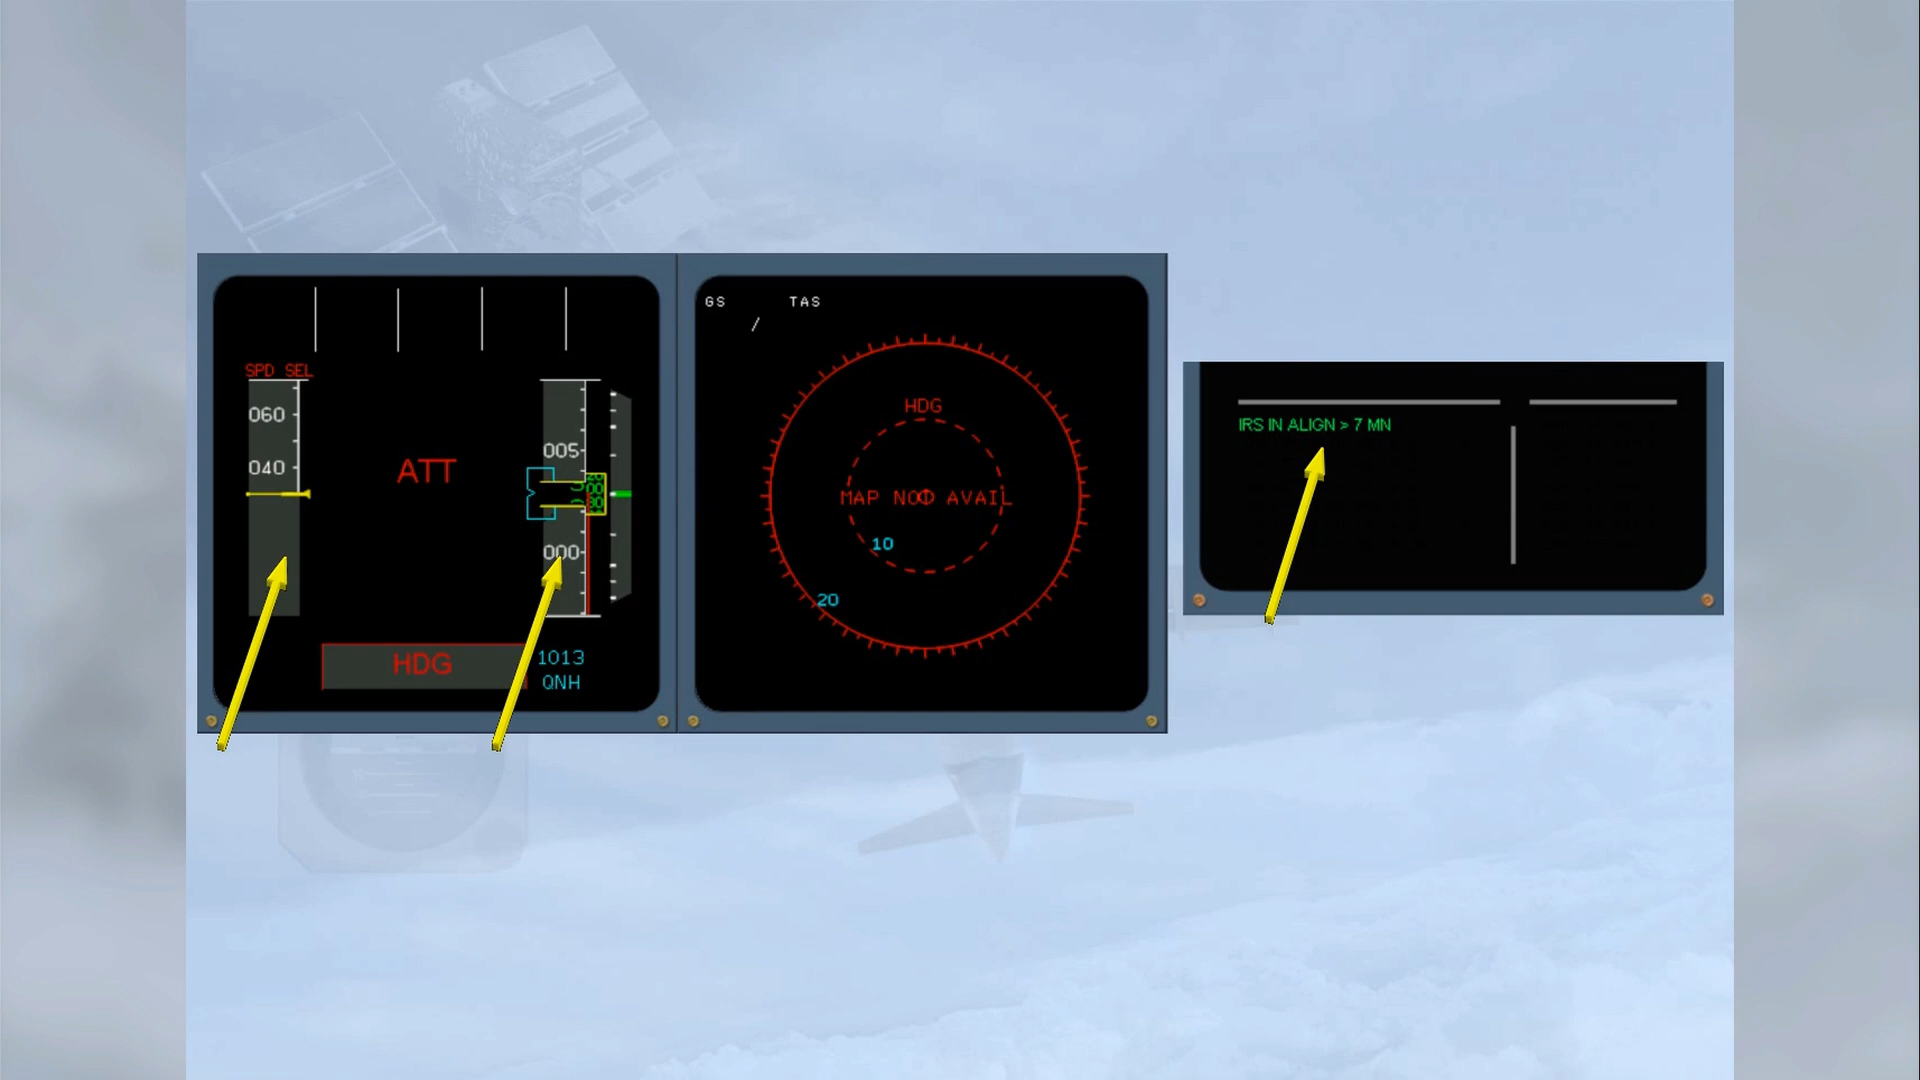 SPD SEL
060
040
ATT
005
000
HDG
1013
QNH
GS TAS
/
HDG
MAP NOT AVAIL
10
20
IRS IN ALIGN > 7 MN